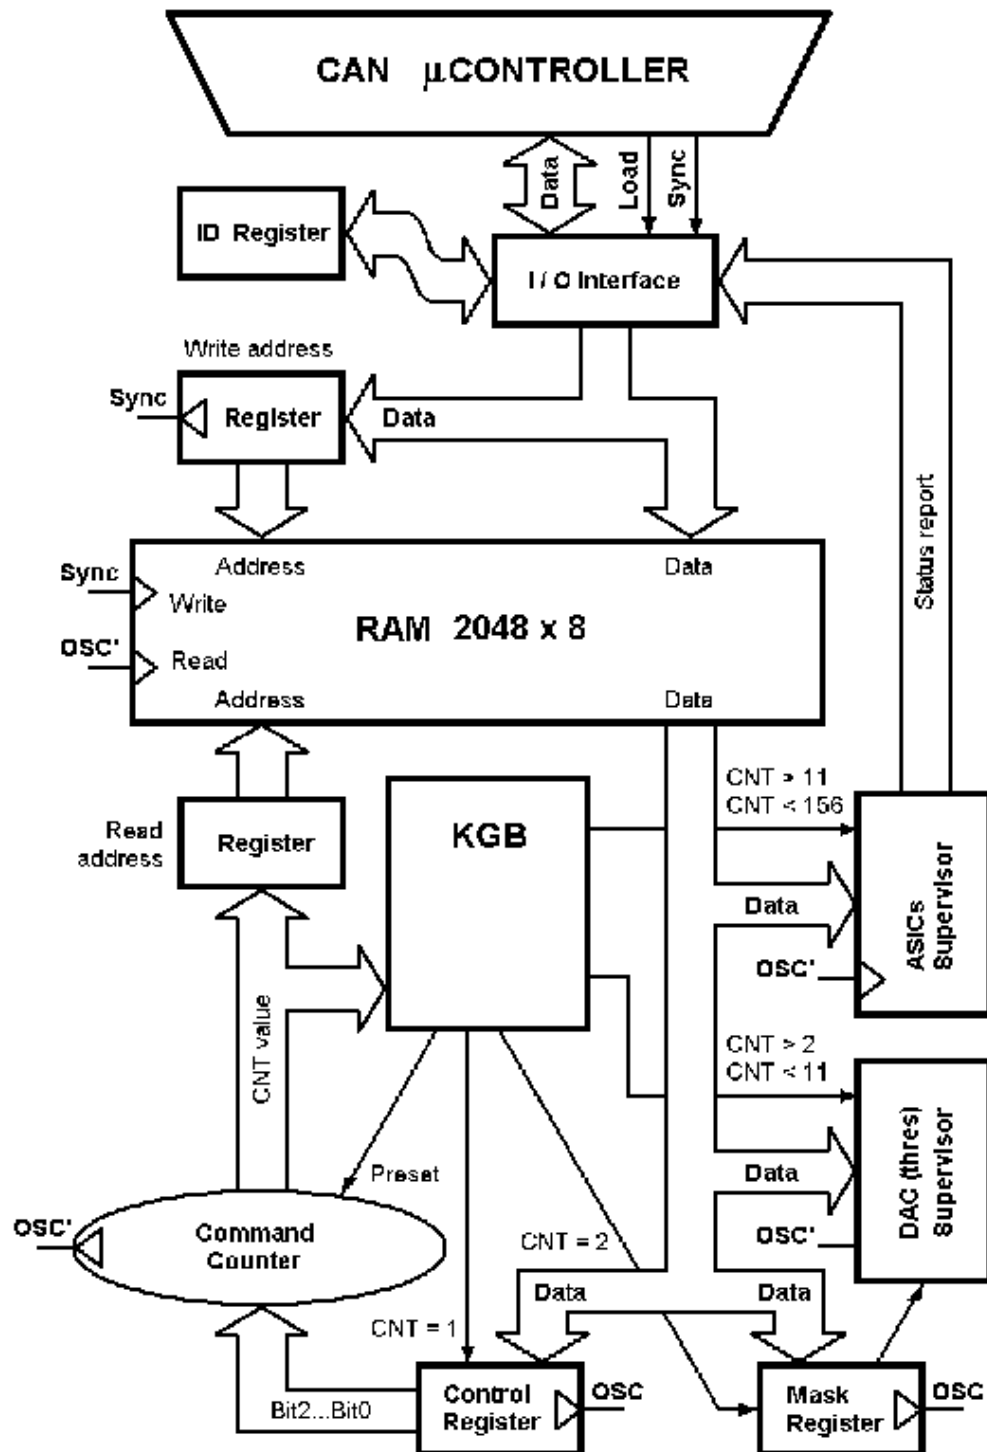 CAN μCONTROLLER
Data
Load
Sync
ID Register
I / O Interface
Write address
Sync
Register
Data
Status report
Address
Data
Sync
Write
RAM 2048 x 8
OSC'
Read
Address
Data
CNT > 11
CNT < 156
KGB
Read
address
Register
Data
ASICs
Supervisor
OSC'
CNT value
CNT > 2
CNT < 11
Preset
Data
DAC (thres)
Supervisor
OSC'
Command
Counter
CNT = 2
OSC'
Data
Data
CNT = 1
Control
Register
OSC
Mask
Register
OSC
Bit2...Bit0